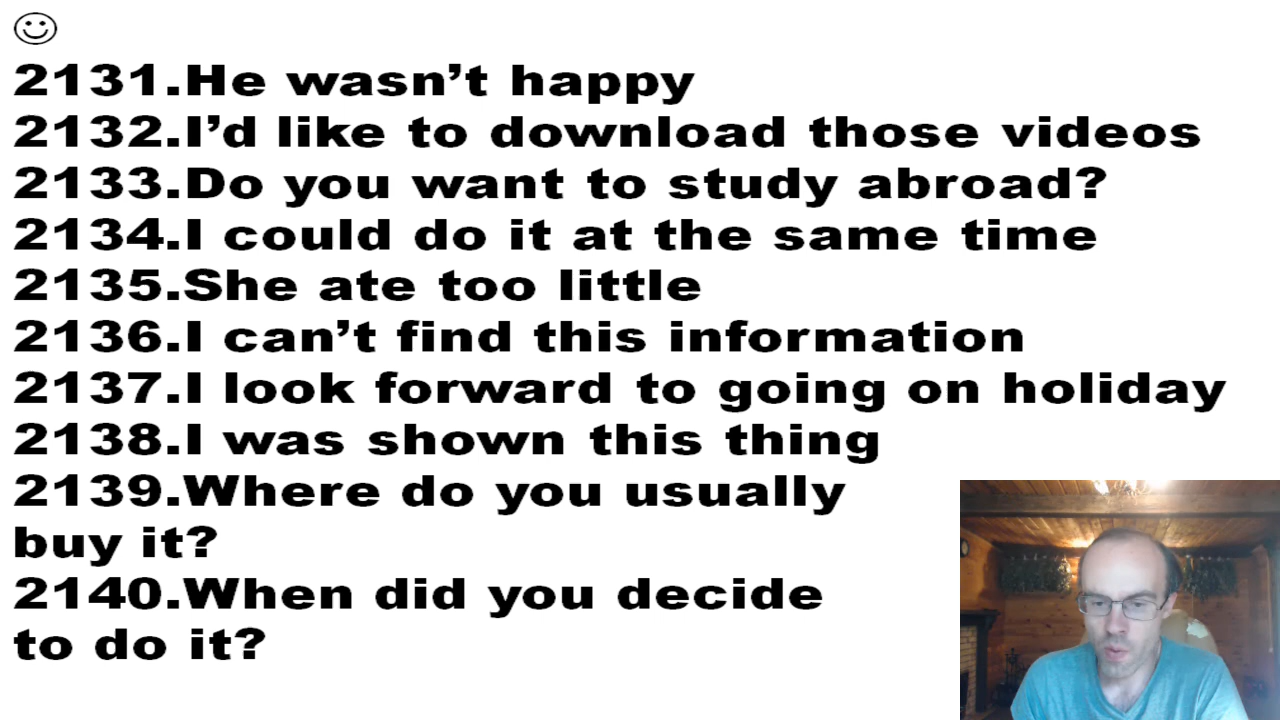 2131.He wasn’t happy
2132.I’d like to download those videos
2133.Do you want to study abroad?
2134.I could do it at the same time
2135.She ate too little
2136.I can’t find this information
2137.I look forward to going on holiday
2138.I was shown this thing
2139.Where do you usually
buy it?
2140.When did you decide
to do it?